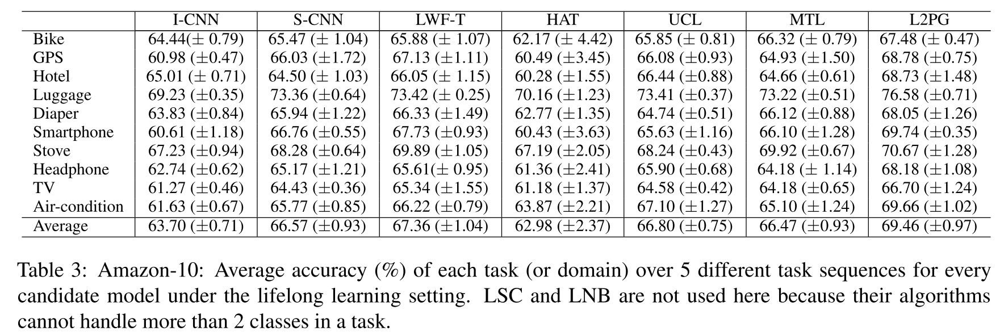 I-CNN S-CNN LWF-T HAT UCL MTL L2PG
Bike 64.44(± 0.79) 65.47 (± 1.04) 65.88 (± 1.07) 62.17 (± 4.42) 65.85 (± 0.81) 66.32 (± 0.79) 67.48 (± 0.47)
GPS 60.98 (±0.47) 66.03 (±1.72) 67.13 (±1.11) 60.49 (±3.45) 66.08 (±0.93) 64.93 (±1.50) 68.78 (±0.75)
Hotel 65.01 (± 0.71) 64.50 (± 1.03) 66.05 (± 1.15) 60.28 (±1.55) 66.44 (±0.88) 64.66 (±0.61) 68.73 (±1.48)
Luggage 69.23 (±0.35) 73.36 (±0.64) 73.42 (± 0.25) 70.16 (±1.23) 73.41 (±0.37) 73.22 (±0.51) 76.58 (±0.71)
Diaper 63.83 (±0.84) 65.94 (±1.22) 66.33 (±1.49) 62.77 (±1.35) 64.74 (±0.51) 66.12 (±0.88) 68.05 (±1.26)
Smartphone 60.61 (±1.18) 66.76 (±0.55) 67.73 (±0.93) 60.43 (±3.63) 65.63 (±1.16) 66.10 (±1.28) 69.74 (±0.35)
Stove 67.23 (±0.94) 68.28 (±0.64) 69.89 (±1.05) 67.19 (±2.05) 68.24 (±0.43) 69.92 (±0.67) 70.67 (±1.28)
Headphone 62.74 (±0.62) 65.17 (±1.21) 65.61(± 0.95) 61.36 (±2.41) 65.90 (±0.68) 64.18 (± 1.14) 68.18 (±1.08)
TV 61.27 (±0.46) 64.43 (±0.36) 65.34 (±1.55) 61.18 (±1.37) 64.58 (±0.42) 64.18 (±0.65) 66.70 (±1.24)
Air-condition 61.63 (±0.67) 65.77 (±0.85) 66.22 (±0.79) 63.87 (±2.21) 67.10 (±1.27) 65.10 (±1.24) 69.66 (±1.02)
Average 63.70 (±0.71) 66.57 (±0.93) 67.36 (±1.04) 62.98 (±2.37) 66.80 (±0.75) 66.47 (±0.93) 69.46 (±0.97)
Table 3: Amazon-10: Average accuracy (%) of each task (or domain) over 5 different task sequences for every
candidate model under the lifelong learning setting. LSC and LNB are not used here because their algorithms
cannot handle more than 2 classes in a task.